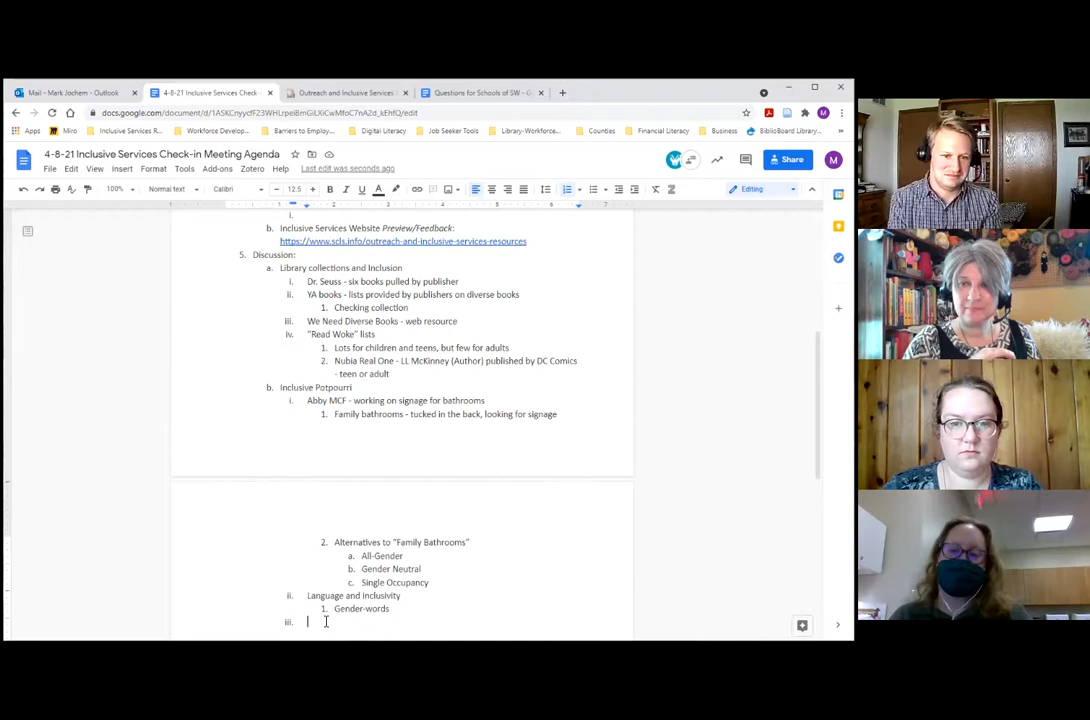 Mail - Mark Jochem - Outlook
4-8-21 Inclusive Services Check-
Outreach and Inclusive Services
Questions for Schools of SW - G
Apps
Miro
Inclusive Services R...
Workforce Develop...
Barriers to Employ...
Digital Literacy
Job Seeker Tools
Library-Workforce...
Counties
Financial Literacy
Business
BiblioBoard Library...
4-8-21 Inclusive Services Check-in Meeting Agenda
File Edit View Insert Format Tools Add-ons Zotero Help Last edit was seconds ago
Share
M
100% Normal text Calibri 12.5 B I U A
Editing
i.
b. Inclusive Services Website Preview/Feedback:
https://www.scls.info/outreach-and-inclusive-services-resources
5. Discussion:
a. Library collections and Inclusion
i. Dr. Seuss - six books pulled by publisher
ii. YA books - lists provided by publishers on diverse books
1. Checking collection
iii. We Need Diverse Books - web resource
iv. “Read Woke” lists
1. Lots for children and teens, but few for adults
2. Nubia Real One - LL McKinney (Author) published by DC Comics
- teen or adult
b. Inclusive Potpourri
i. Abby MCF - working on signage for bathrooms
1. Family bathrooms - tucked in the back, looking for signage
2. Alternatives to “Family Bathrooms”
a. All-Gender
b. Gender Neutral
c. Single Occupancy
ii. Language and Inclusivity
1. Gender-words
iii.